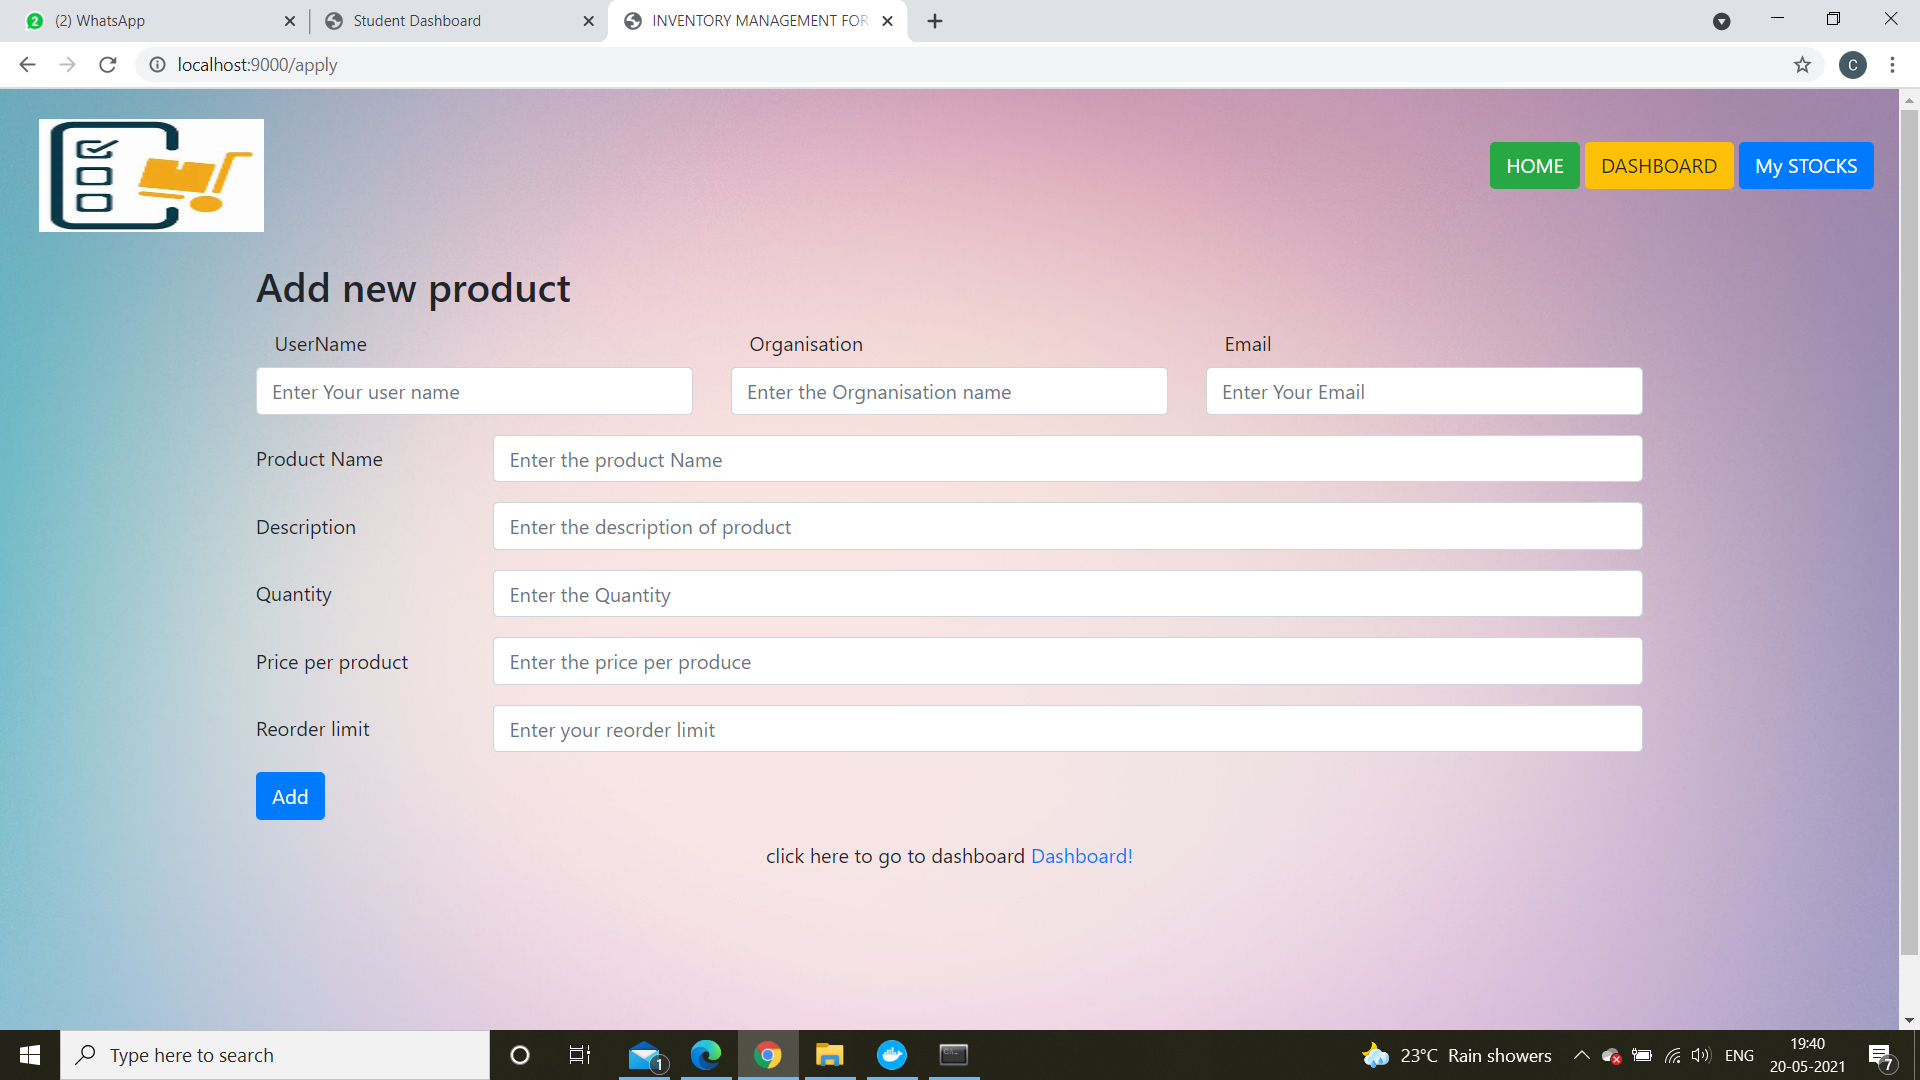 (2) WhatsApp
Student Dashboard
INVENTORY MANAGEMENT FOR
localhost:9000/apply
C
HOME
DASHBOARD
My STOCKS
Add new product
UserName
Organisation
Email
Enter Your user name
Enter the Orgnanisation name
Enter Your Email
Product Name
Enter the product Name
Description
Enter the description of product
Quantity
Enter the Quantity
Price per product
Enter the price per produce
Reorder limit
Enter your reorder limit
Add
click here to go to dashboard Dashboard!
Type here to search
1
23°C Rain showers
ENG
19:40
20-05-2021
7